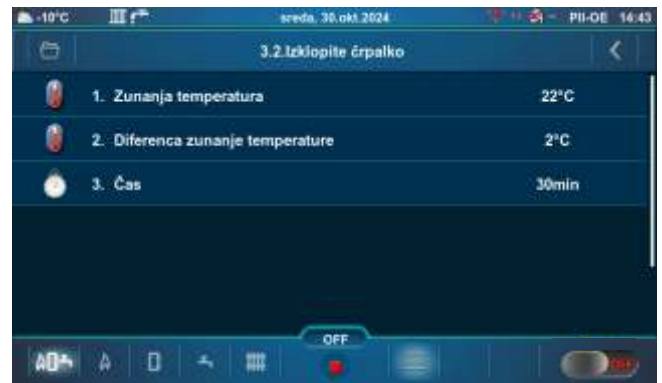 -10°C sreda, 30.okt.2024 PII-OE 14:43
3.2.Izklopite črpalko
1. Zunanja temperatura 22°C
2. Diferenca zunanje temperature 2°C
3. Čas 30min
OFF
OFF